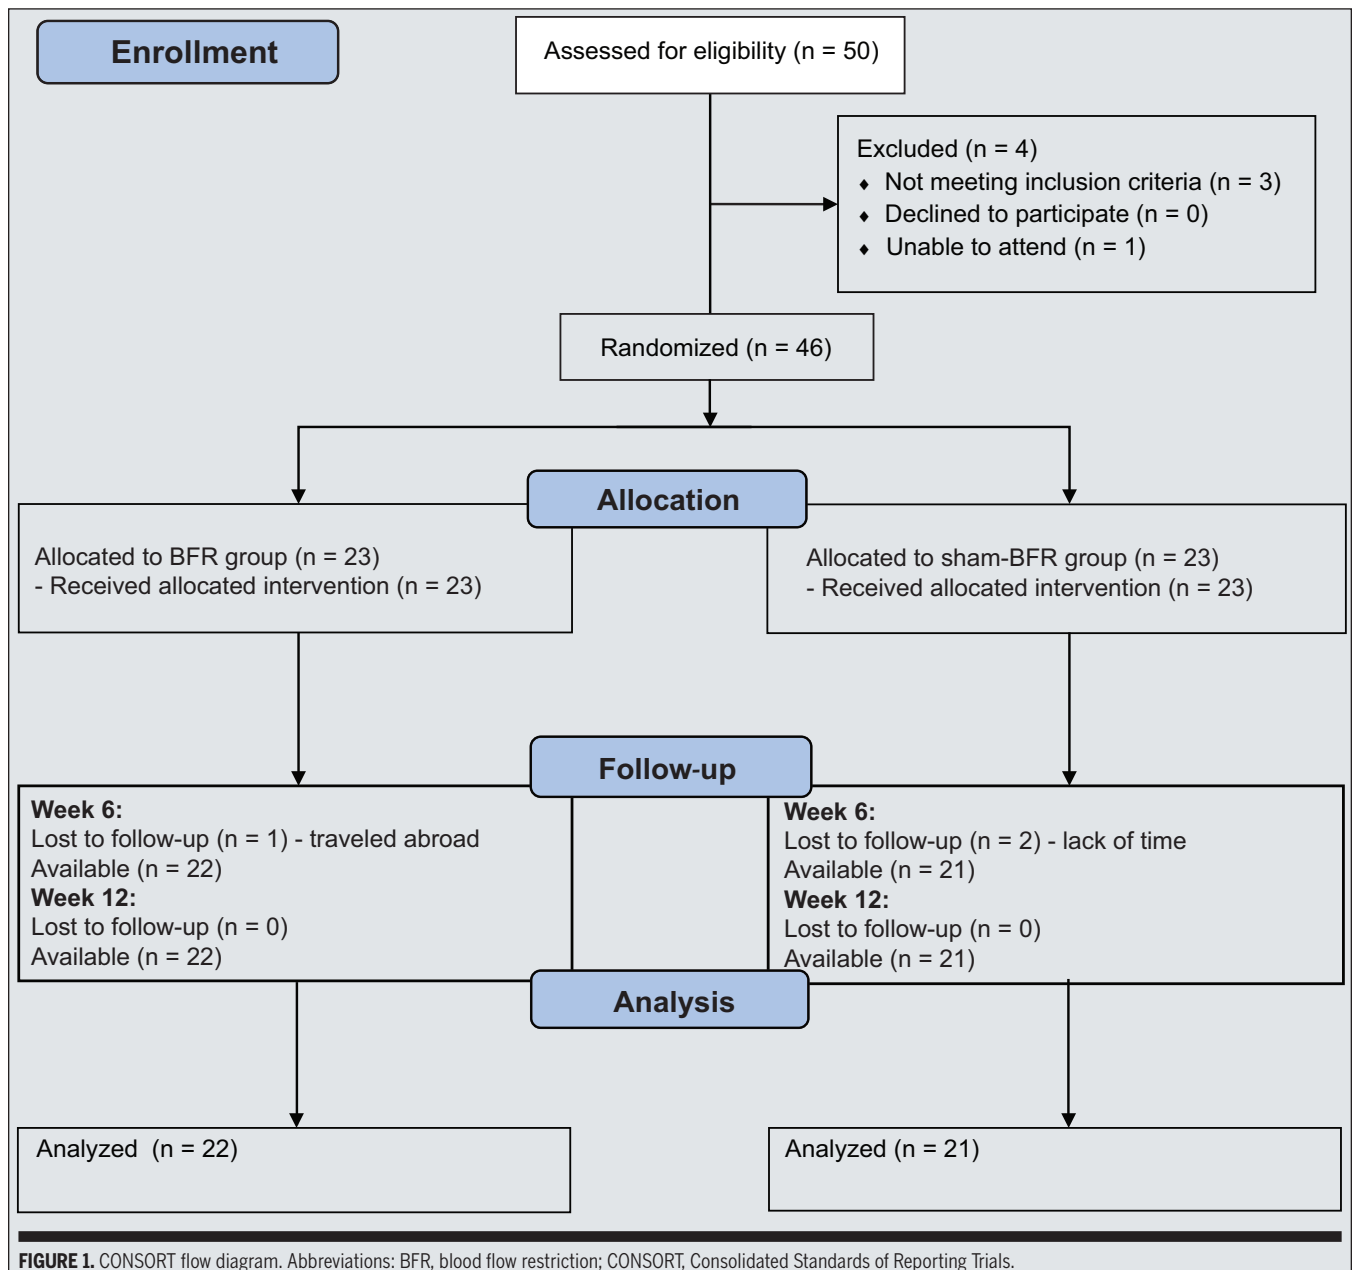 Enrollment
Assessed for eligibility (n = 50)
Excluded (n = 4)
♦ Not meeting inclusion criteria (n = 3)
♦ Declined to participate (n = 0)
♦ Unable to attend (n = 1)
Randomized (n = 46)
Allocation
Allocated to BFR group (n = 23)
- Received allocated intervention (n = 23)
Allocated to sham-BFR group (n = 23)
- Received allocated intervention (n = 23)
Follow-up
Week 6:
Lost to follow-up (n = 1) - traveled abroad
Available (n = 22)
Week 12:
Lost to follow-up (n = 0)
Available (n = 22)
Week 6:
Lost to follow-up (n = 2) - lack of time
Available (n = 21)
Week 12:
Lost to follow-up (n = 0)
Available (n = 21)
Analysis
Analyzed (n = 22)
Analyzed (n = 21)
FIGURE 1. CONSORT flow diagram. Abbreviations: BFR, blood flow restriction; CONSORT, Consolidated Standards of Reporting Trials.